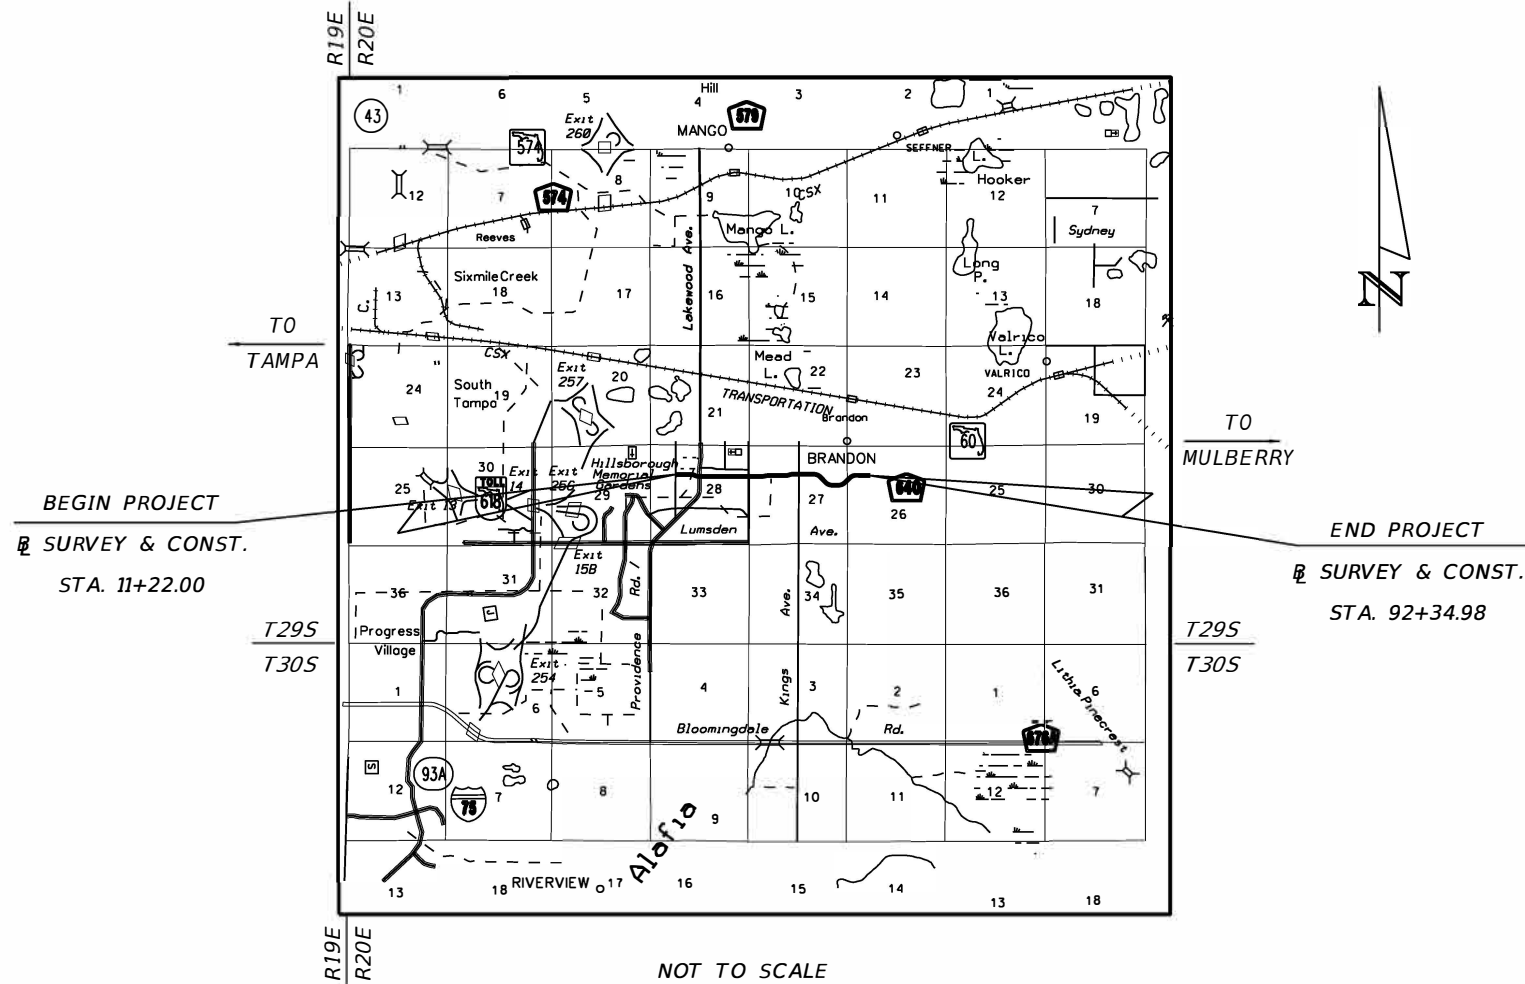 R19E
R20E
1
6
5
Hill
4
3
2
1
43
Exit
260
MANGO
579
574
SEFFNER
L.
Hooker
12
7
8
9
10
CSX
11
12
574
7
Sydney
Reeves
Mango L.
Lakewood Ave.
Long
P.
Sixmile Creek
13
18
17
16
15
14
13
18
C.
TO
TAMPA
Valrico
L.
CSX
Exit
257
Mead
L.
22
23
VALRICO
24
South
Tampa
19
20
21
TRANSPORTATION
Brandon
24
19
60
BRANDON
TO
MULBERRY
Hillsborough
Memorial
Gardens
30
Exit
14
Exit
256
TOLL
618
25
Exit 13
29
28
27
640
26
25
30
BEGIN PROJECT
BL SURVEY & CONST.
STA. 11+22.00
Lumsden
Ave.
END PROJECT
BL SURVEY & CONST.
STA. 92+34.98
Exit
15B
31
36
32
Rd.
33
Ave.
34
35
36
31
J
T29S
T30S
Progress
Village
T29S
T30S
Exit
254
Providence
Kings
Lithia Pinecrest
1
6
5
4
3
2
1
6
Bloomingdale
Rd.
676A
S
93A
12
75
7
8
9
10
11
12
7
Alafia
13
18
RIVERVIEW
17
16
15
14
13
18
R19E
R20E
NOT TO SCALE
N